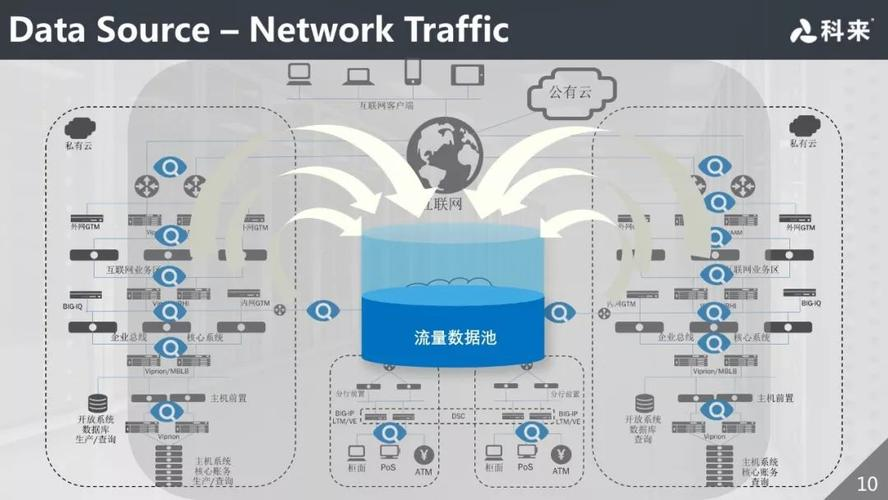 Data Source – Network Traffic
科来
互联网客户端
公有云
私有云
私有云
互联网
外网GTM
外网GTM
互联网业务区
互联网业务区
BIG-IQ
内网GTM
内网GTM
BIG-IQ
企业总线
核心系统
企业总线
核心系统
流量数据池
Viprion/MBLB
Viprion/MBLB
主机前置
主机前置
分行前置
分行前置
BIG-IP
LTM/VE
DSC
BIG-IP
LTM/VE
开放系统
数据库
生产/查询
开放系统
数据库
查询
Viprion
Viprion
柜面
PoS
ATM
柜面
PoS
ATM
主机系统
核心账务
生产/查询
主机系统
核心账务
查询
10